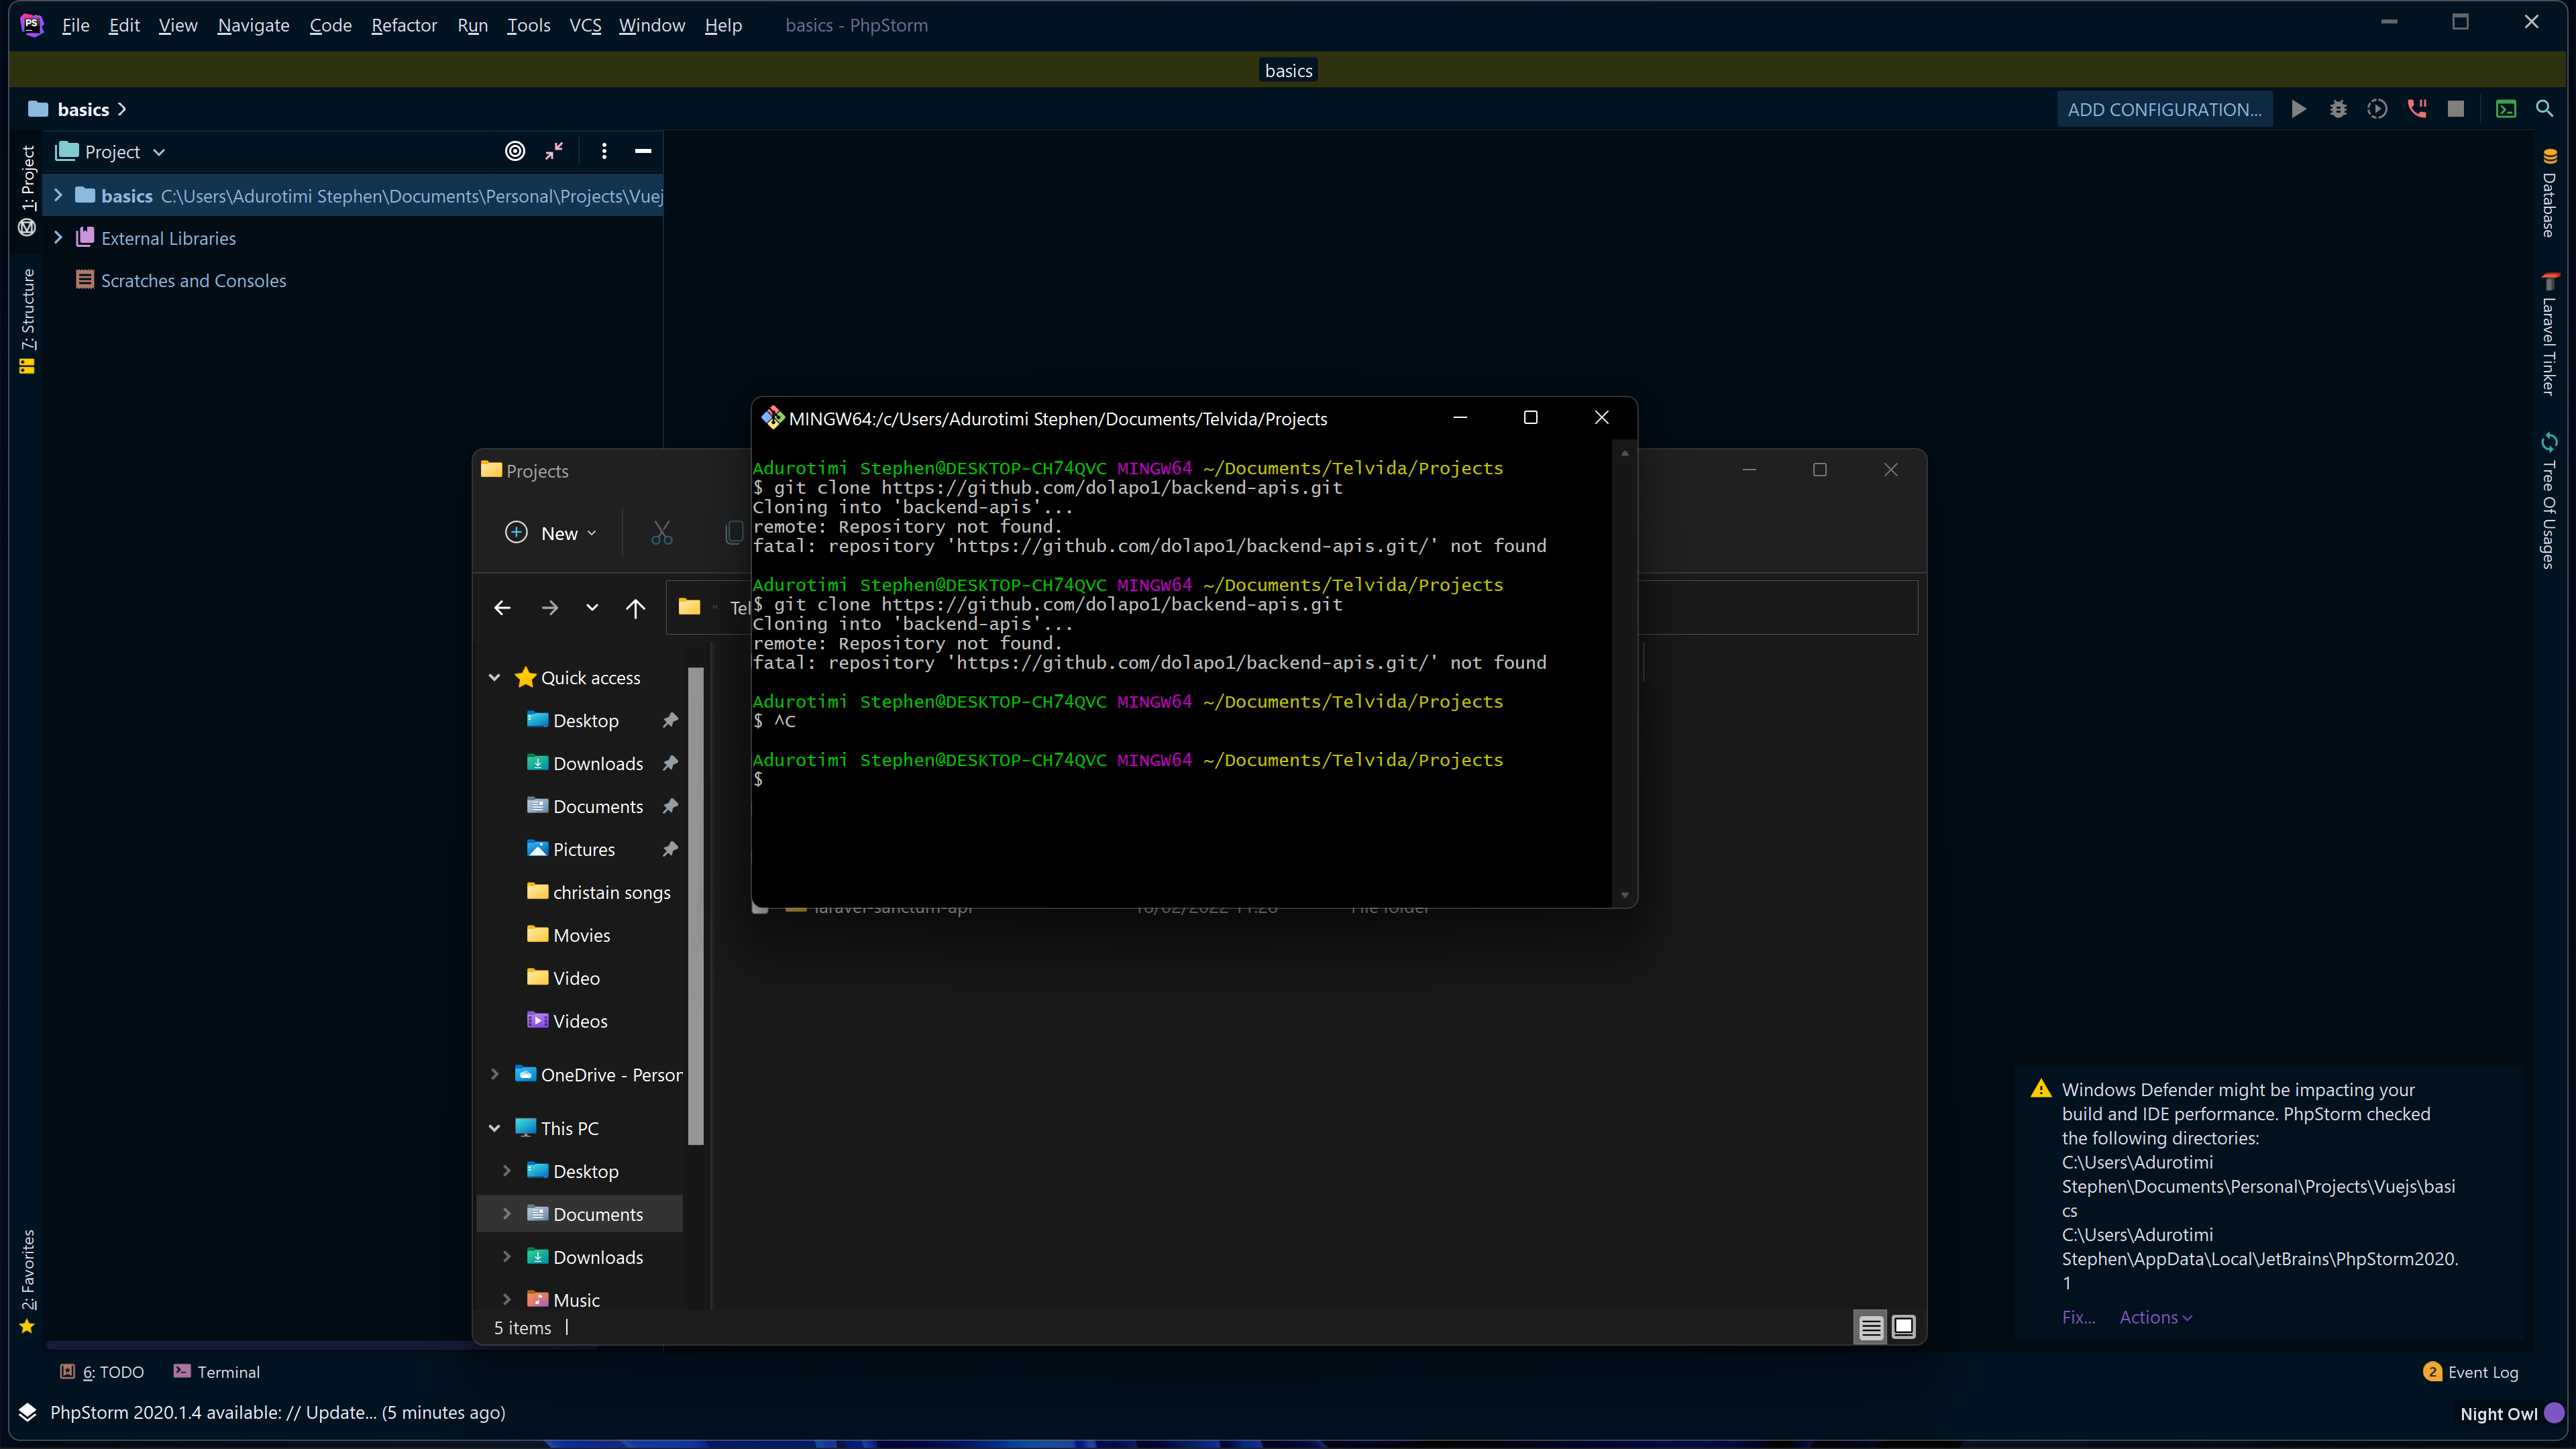 PS File Edit View Navigate Code Refactor Run Tools VCS Window Help basics - PhpStorm
basics
basics
ADD CONFIGURATION...
1: Project
7: Structure
2: Favorites
Project
basics C:\Users\Adurotimi Stephen\Documents\Personal\Projects\Vuej
External Libraries
Scratches and Consoles
Database
Laravel Tinker
Tree Of Usages
Projects
New
Tel
Quick access
Desktop
Downloads
Documents
Pictures
christain songs
Movies
Video
Videos
OneDrive - Person
This PC
Desktop
Documents
Downloads
Music
5 items
laravel-sanctum-api 18/02/2022 11:28 File folder
MINGW64:/c/Users/Adurotimi Stephen/Documents/Telvida/Projects
Adurotimi Stephen@DESKTOP-CH74QVC MINGW64 ~/Documents/Telvida/Projects
$ git clone https://github.com/dolapo1/backend-apis.git
Cloning into 'backend-apis'...
remote: Repository not found.
fatal: repository 'https://github.com/dolapo1/backend-apis.git/' not found
Adurotimi Stephen@DESKTOP-CH74QVC MINGW64 ~/Documents/Telvida/Projects
$ git clone https://github.com/dolapo1/backend-apis.git
Cloning into 'backend-apis'...
remote: Repository not found.
fatal: repository 'https://github.com/dolapo1/backend-apis.git/' not found
Adurotimi Stephen@DESKTOP-CH74QVC MINGW64 ~/Documents/Telvida/Projects
$ ^C
Adurotimi Stephen@DESKTOP-CH74QVC MINGW64 ~/Documents/Telvida/Projects
$
Windows Defender might be impacting your
build and IDE performance. PhpStorm checked
the following directories:
C:\Users\Adurotimi
Stephen\Documents\Personal\Projects\Vuejs\basi
cs
C:\Users\Adurotimi
Stephen\AppData\Local\JetBrains\PhpStorm2020.
1
Fix... Actions
6: TODO Terminal
2 Event Log
PhpStorm 2020.1.4 available: // Update... (5 minutes ago)
Night Owl